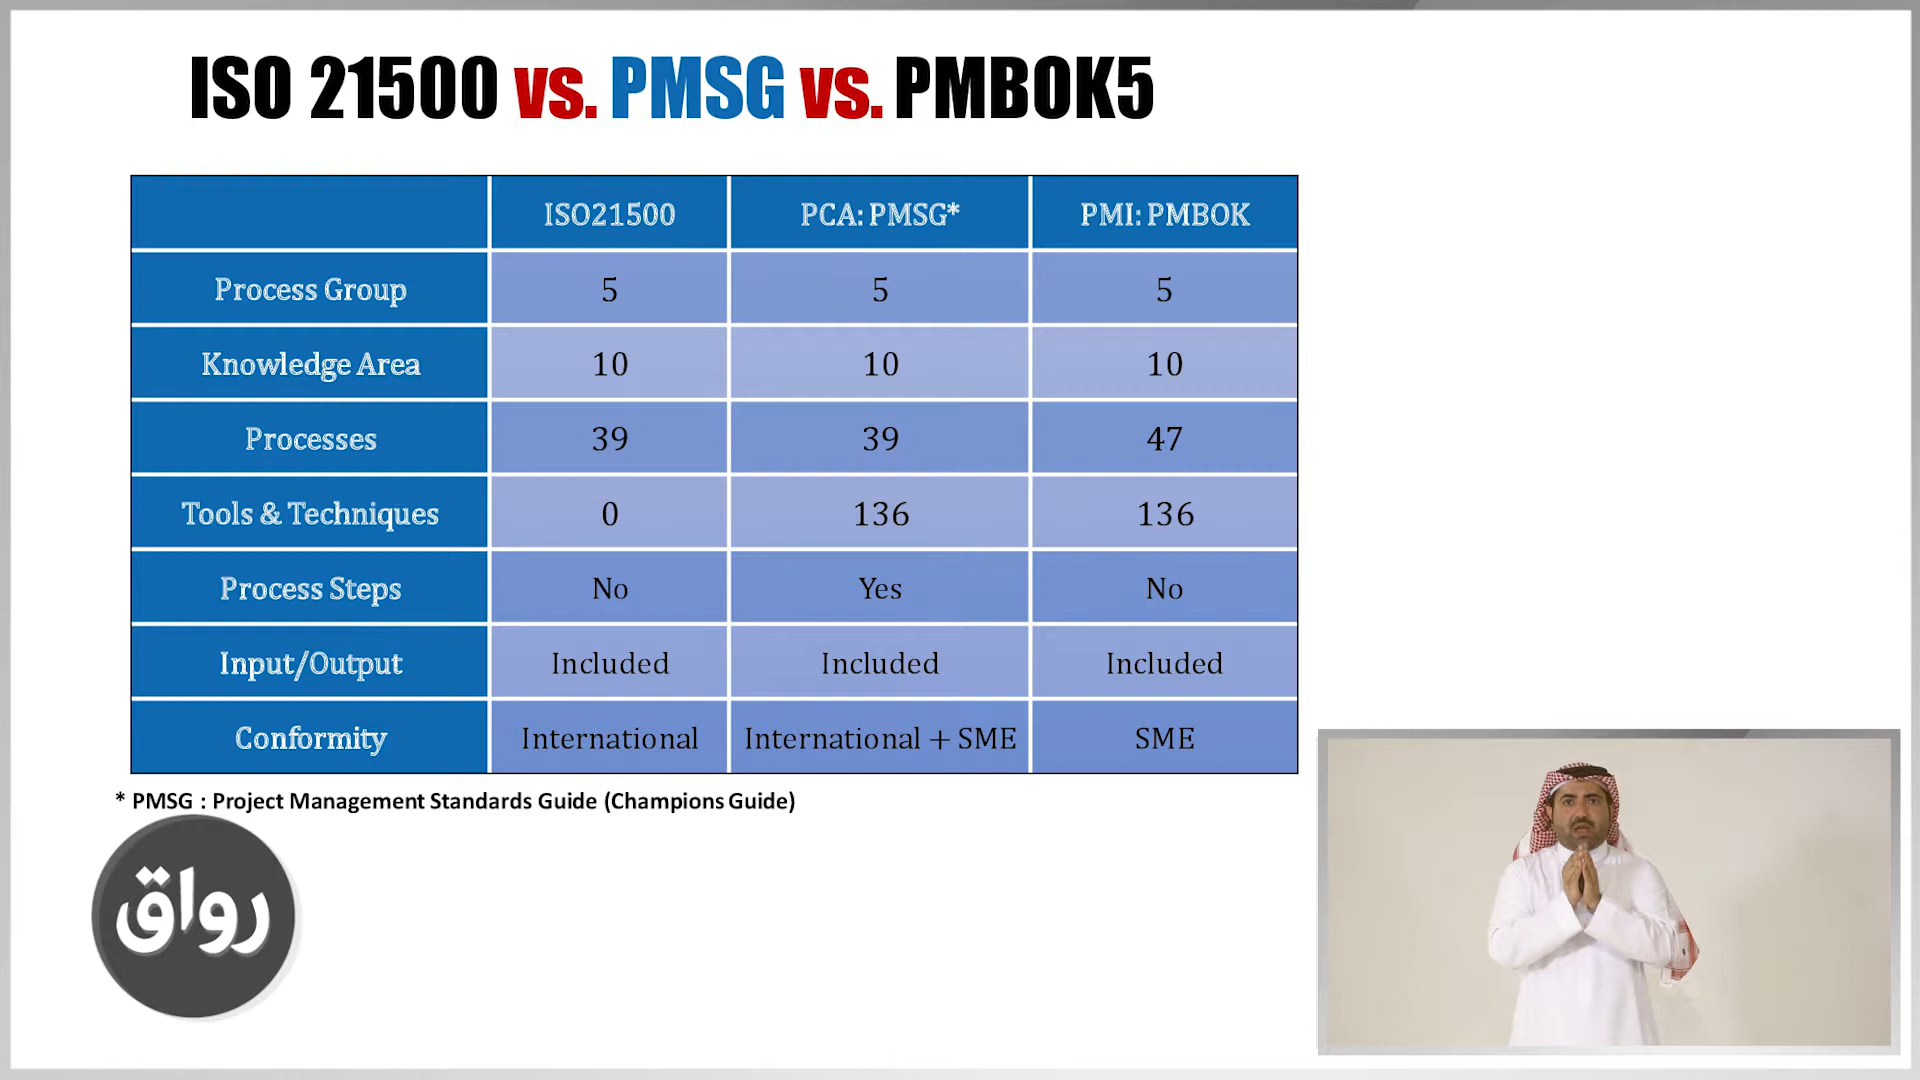 ISO 21500 vs. PMSG vs. PMBOK5
ISO21500 PCA: PMSG* PMI: PMBOK
Process Group 5 5 5
Knowledge Area 10 10 10
Processes 39 39 47
Tools & Techniques 0 136 136
Process Steps No Yes No
Input/Output Included Included Included
Conformity International International + SME SME
* PMSG : Project Management Standards Guide (Champions Guide)
رواق